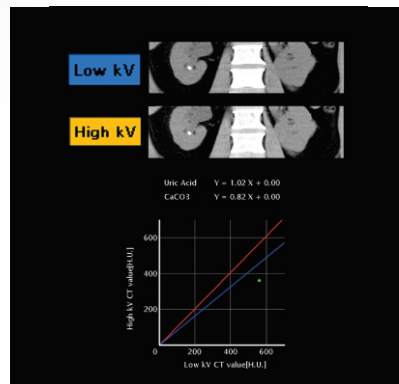 Low kV
High kV
Uric Acid Y = 1.02 X + 0.00
CaCO3 Y = 0.82 X + 0.00
High kV CT value[H.U.]
600
400
200
0 200 400 600
Low kV CT value[H.U.]